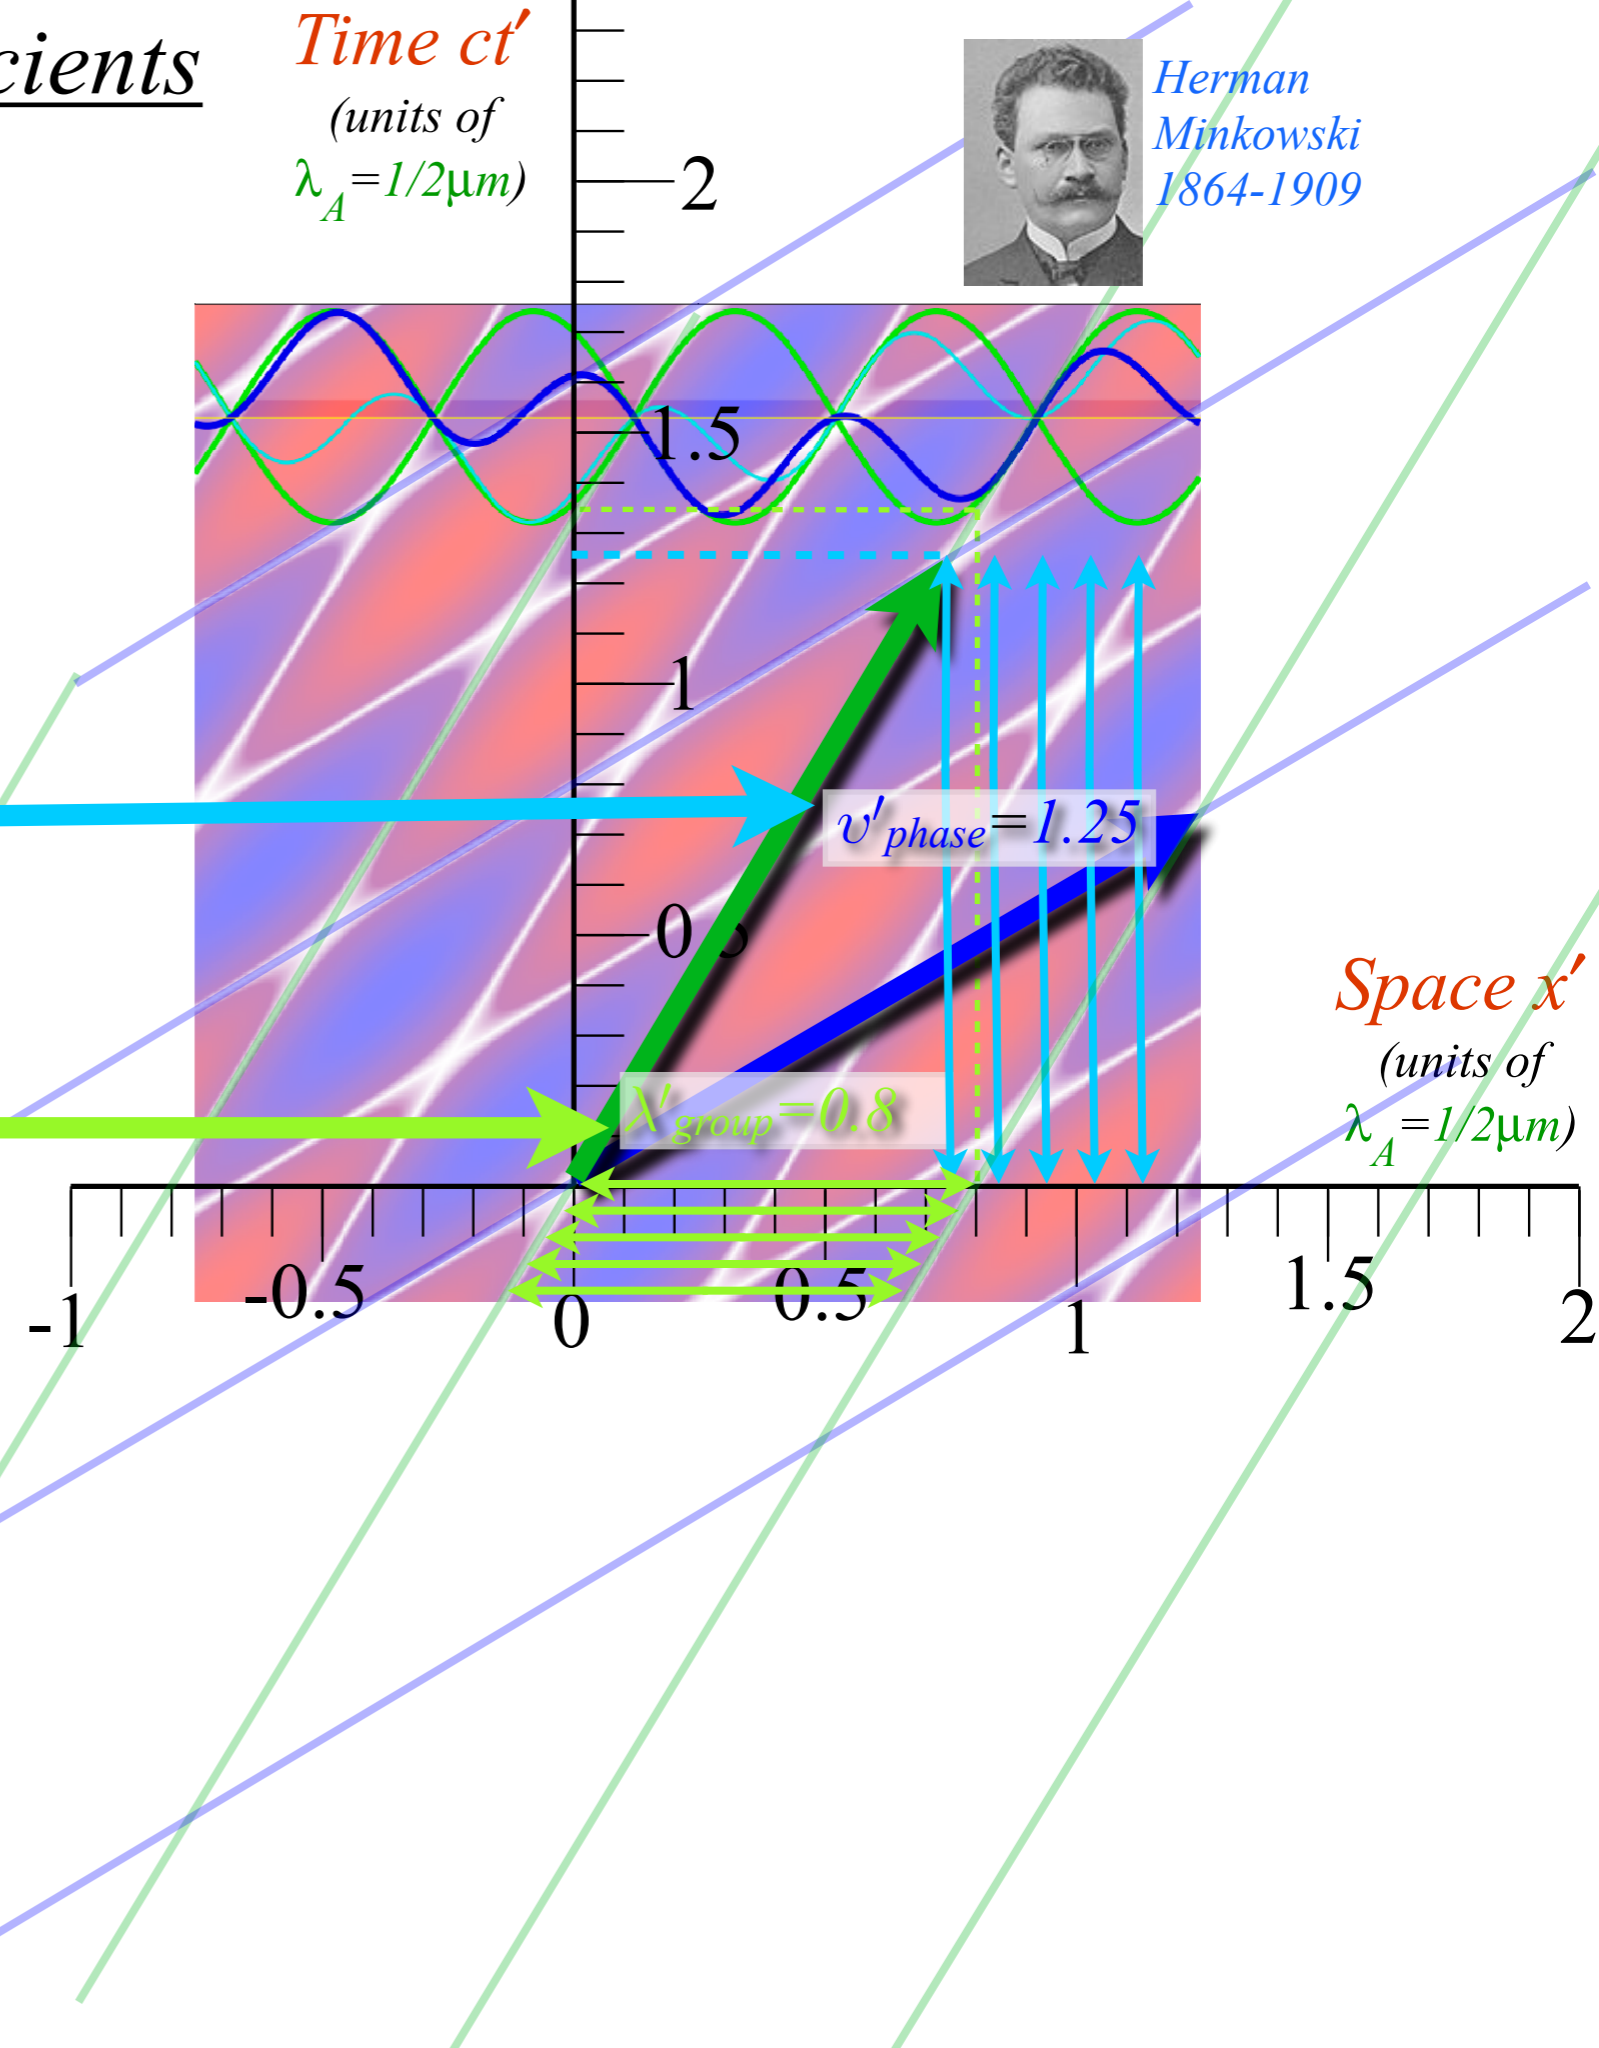 cients
Time ct′
(units of
λA=1/2μm)
Herman
Minkowski
1864-1909
2
1.5
1
υ′phase=1.25
0 5
Space x′
(units of
λA=1/2μm)
λ′group=0.8
-1
-0.5
0
0.5
1
1.5
2